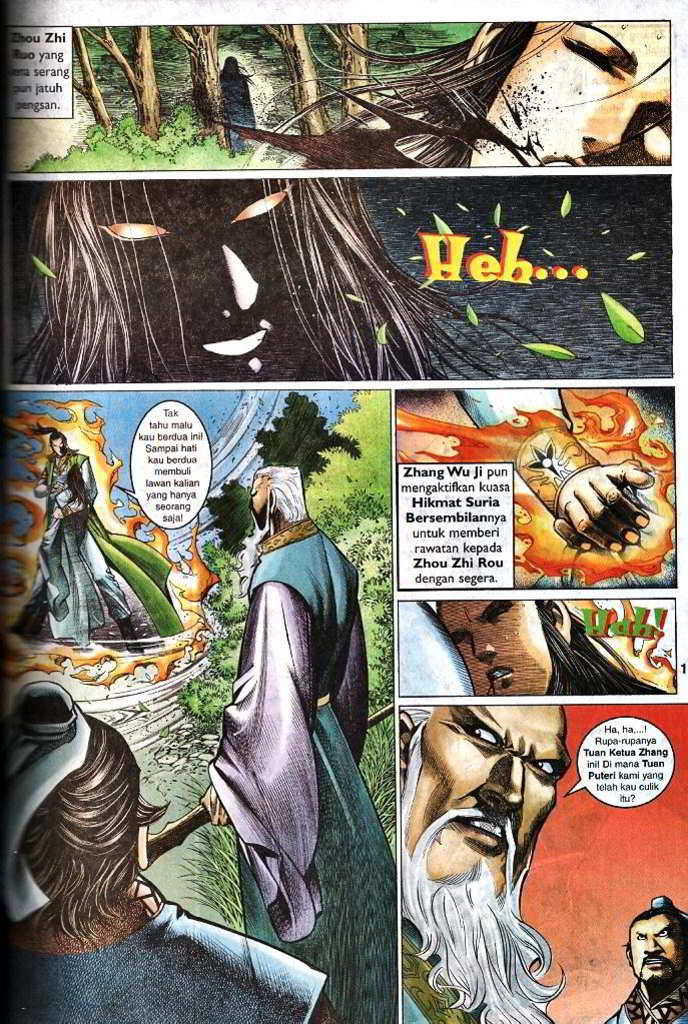 Zhou Zhi
Ruo yang
kena serang
pun jatuh
pengsan.
Heh...
Tak
tahu malu
kau berdua ini!
Sampai hati
kau berdua
membuli
lawan kalian
yang hanya
seorang
saja!
Zhang Wu Ji pun
mengaktifkan kuasa
Hikmat Suria
Bersembilannya
untuk memberi
rawatan kepada
Zhou Zhi Rou
dengan segera.
Huh!
1
Ha, ha,...!
Rupa-rupanya
Tuan Ketua Zhang
ini! Di mana Tuan
Puteri kami yang
telah kau culik
itu?